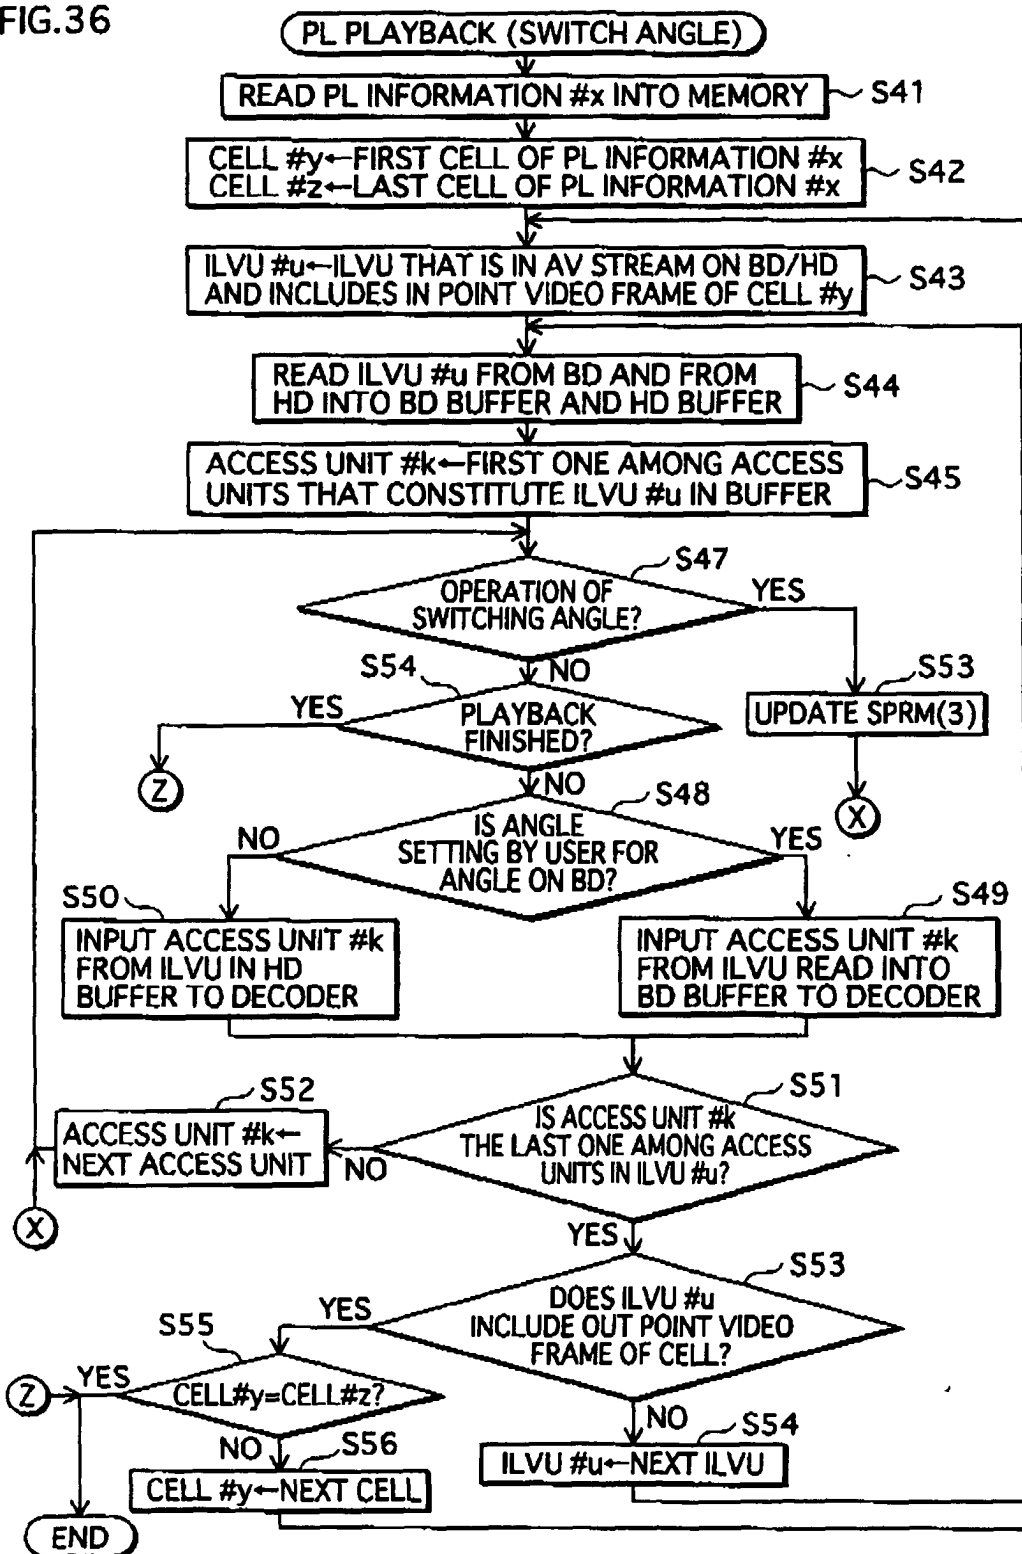 FIG.36
PL PLAYBACK (SWITCH ANGLE)
READ PL INFORMATION #x INTO MEMORY
S41
CELL #y←FIRST CELL OF PL INFORMATION #x
CELL #z←LAST CELL OF PL INFORMATION #x
S42
ILVU #u←ILVU THAT IS IN AV STREAM ON BD/HD
AND INCLUDES IN POINT VIDEO FRAME OF CELL #y
S43
READ ILVU #u FROM BD AND FROM
HD INTO BD BUFFER AND HD BUFFER
S44
ACCESS UNIT #k←FIRST ONE AMONG ACCESS
UNITS THAT CONSTITUTE ILVU #u IN BUFFER
S45
S47
OPERATION OF
SWITCHING ANGLE?
YES
NO
S53
UPDATE SPRM(3)
X
S54
PLAYBACK
FINISHED?
YES
Z
NO
S48
IS ANGLE
SETTING BY USER FOR
ANGLE ON BD?
NO
YES
S50
INPUT ACCESS UNIT #k
FROM ILVU IN HD
BUFFER TO DECODER
S49
INPUT ACCESS UNIT #k
FROM ILVU READ INTO
BD BUFFER TO DECODER
S51
IS ACCESS UNIT #k
THE LAST ONE AMONG ACCESS
UNITS IN ILVU #u?
NO
S52
ACCESS UNIT #k←
NEXT ACCESS UNIT
X
YES
S53
DOES ILVU #u
INCLUDE OUT POINT VIDEO
FRAME OF CELL?
YES
NO
S55
CELL#y=CELL#z?
YES
Z
NO
S56
CELL #y←NEXT CELL
S54
ILVU #u←NEXT ILVU
END